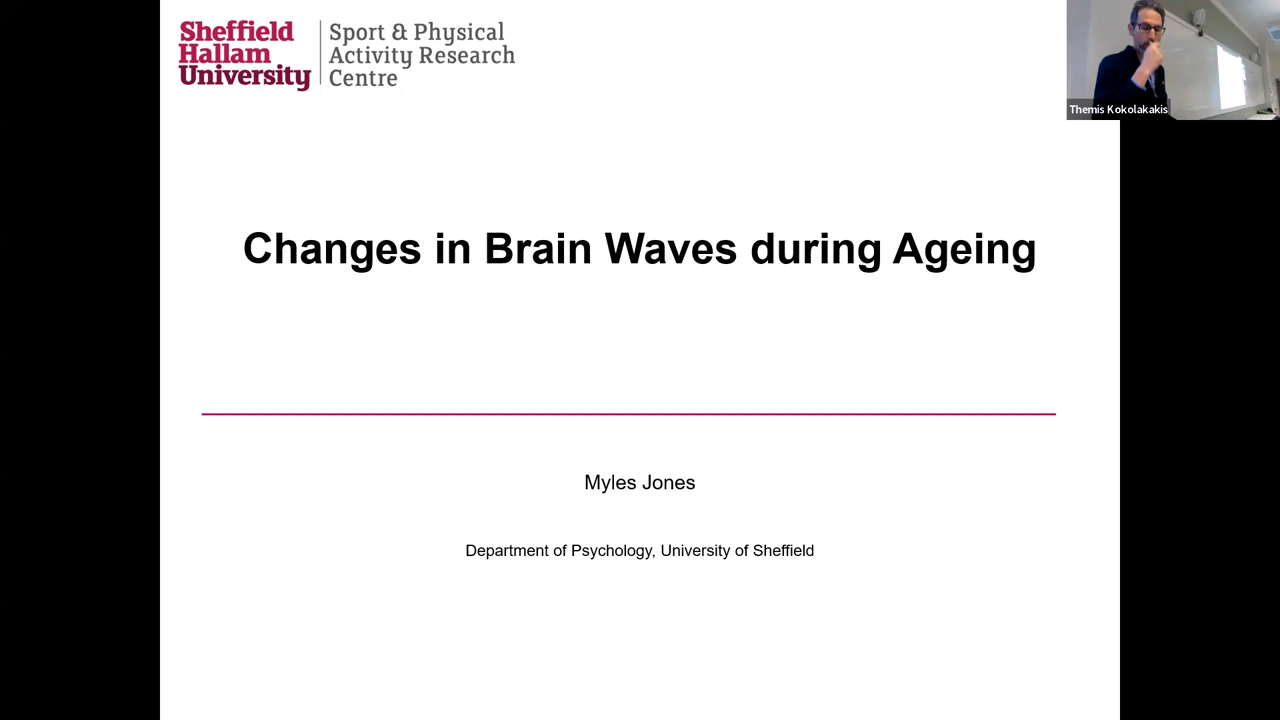 Sheffield
Hallam
University
Sport & Physical
Activity Research
Centre
Themis Kokolakakis
Changes in Brain Waves during Ageing
Myles Jones
Department of Psychology, University of Sheffield